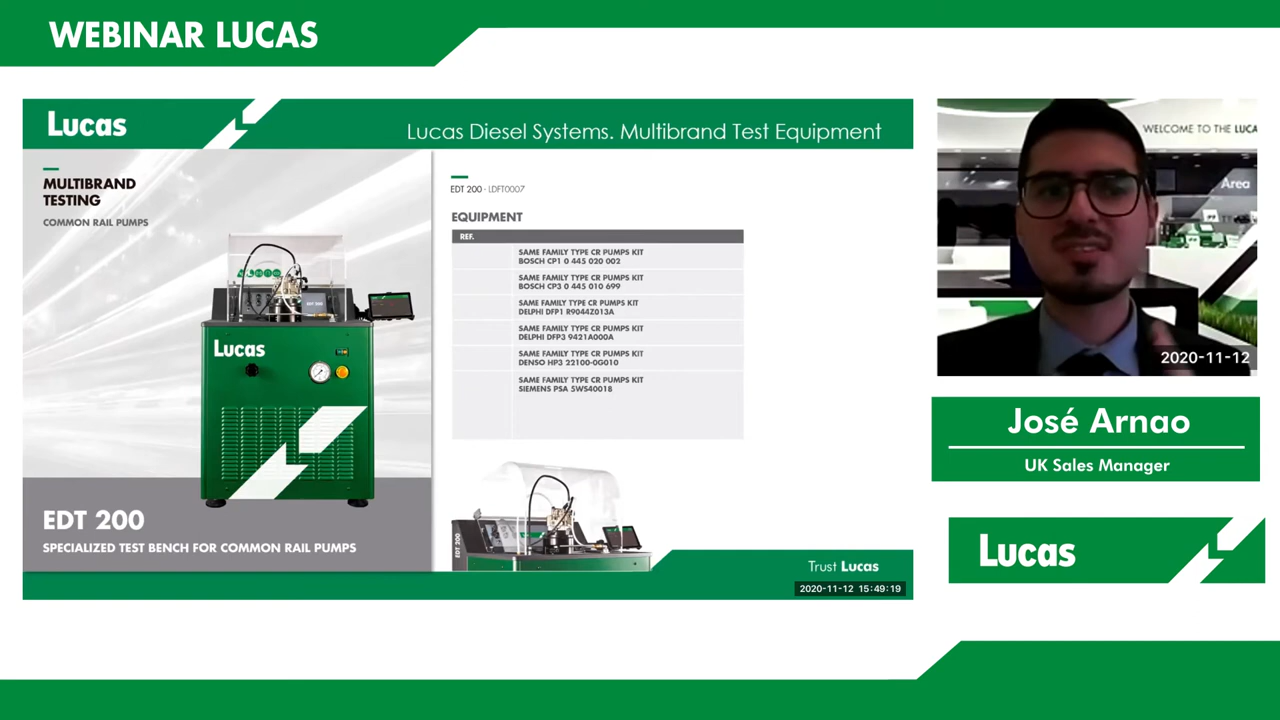 WEBINAR LUCAS
Lucas
Lucas Diesel Systems. Multibrand Test Equipment
MULTIBRAND
TESTING
COMMON RAIL PUMPS
Lucas
EDT 200
SPECIALIZED TEST BENCH FOR COMMON RAIL PUMPS
EDT 200 - LDFT0007
EQUIPMENT
REF.
SAME FAMILY TYPE CR PUMPS KIT
BOSCH CP1 0 445 020 002
SAME FAMILY TYPE CR PUMPS KIT
BOSCH CP3 0 445 010 699
SAME FAMILY TYPE CR PUMPS KIT
DELPHI DFP1 R9044Z013A
SAME FAMILY TYPE CR PUMPS KIT
DELPHI DFP3 9421A000A
SAME FAMILY TYPE CR PUMPS KIT
DENSO HP3 22100-0G010
SAME FAMILY TYPE CR PUMPS KIT
SIEMENS PSA 5WS40018
EDT 200
Trust Lucas
2020-11-12 15:49:19
WELCOME TO THE LUCA
Area
2020-11-12
José Arnao
UK Sales Manager
Lucas